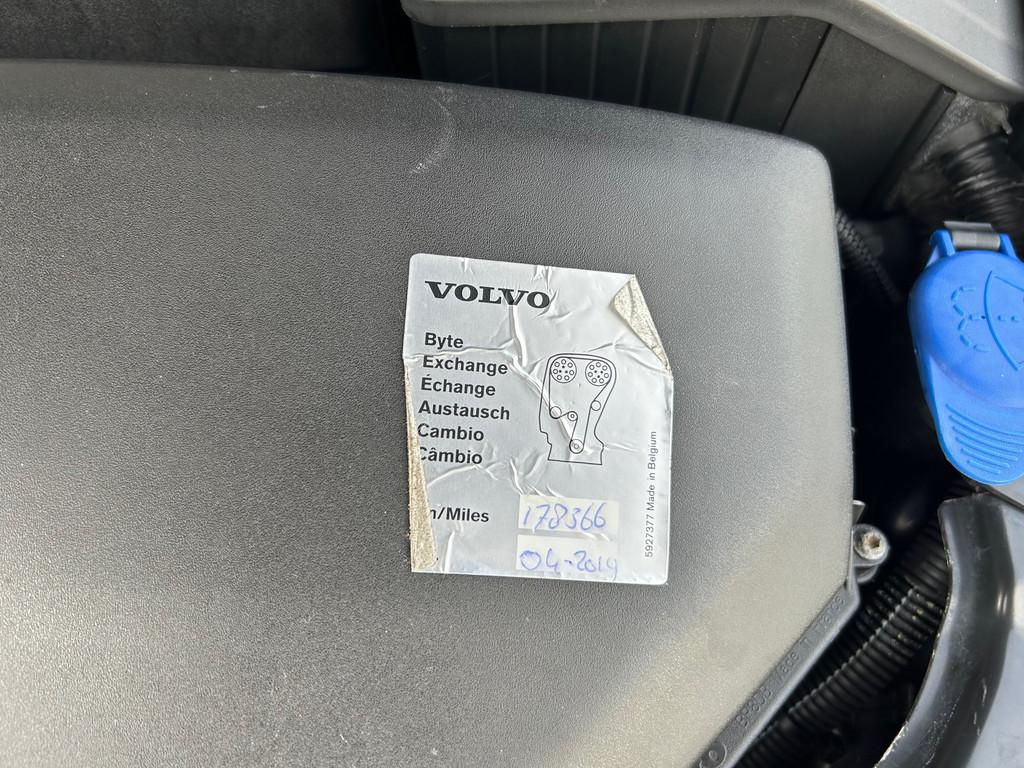 VOLVO
Byte
Exchange
Échange
Austausch
Cambio
Câmbio
m/Miles
178366
04-2019
5927377 Made in Belgium